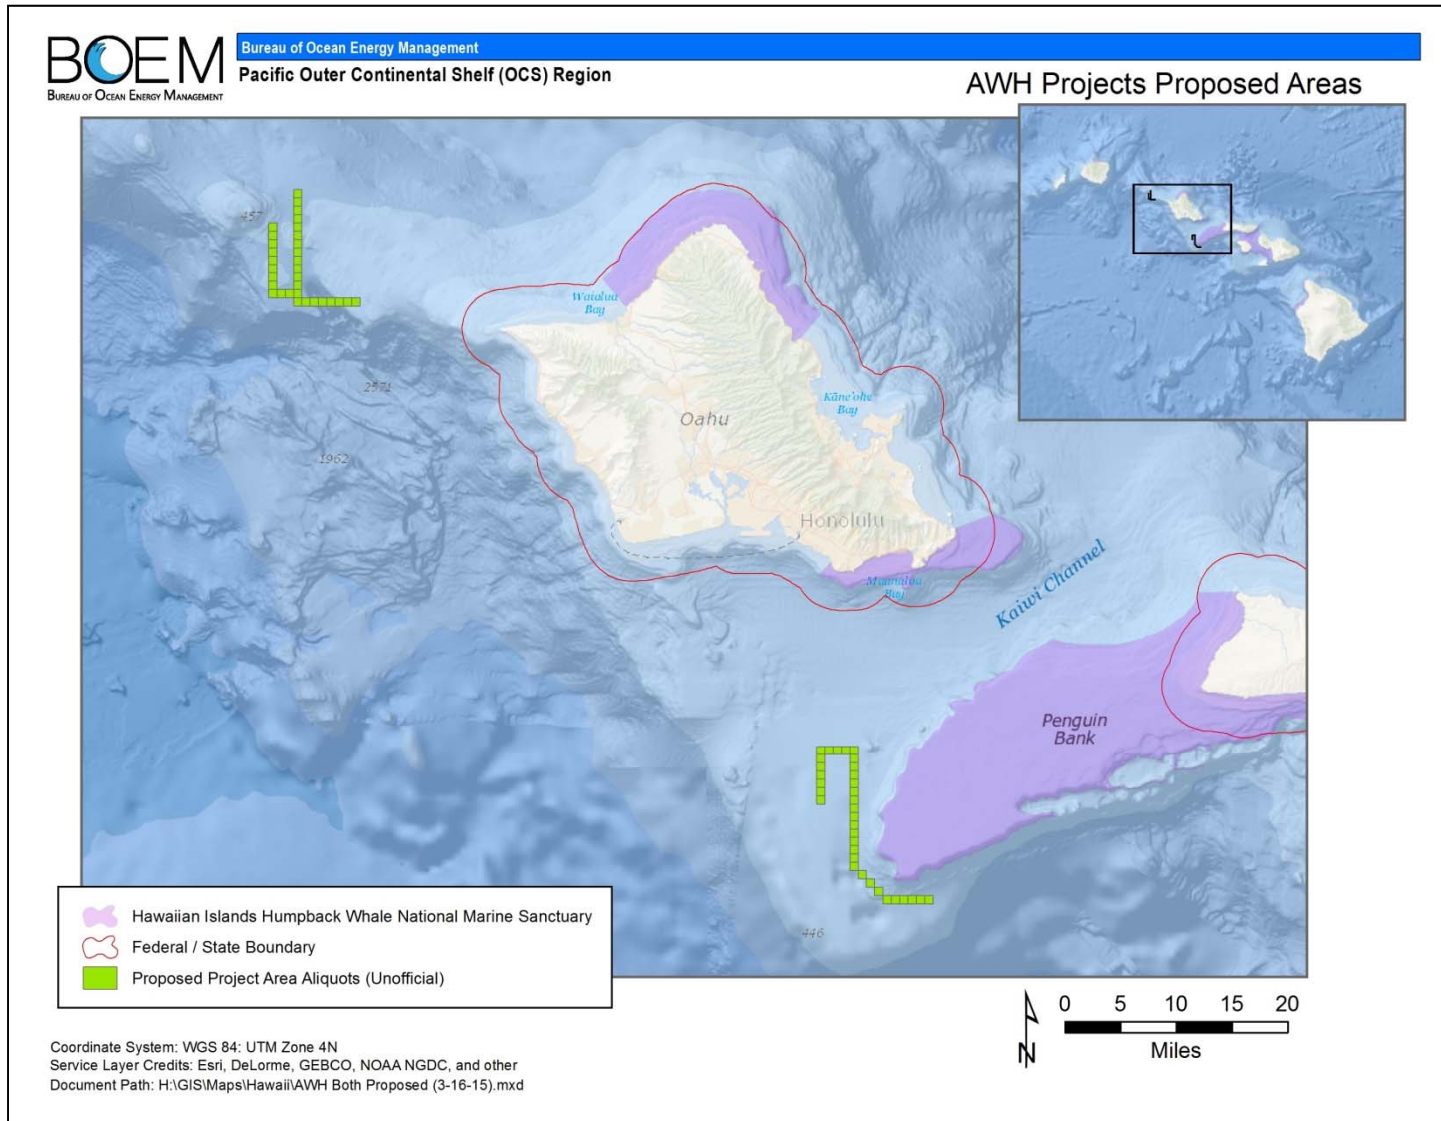 BOEM
BUREAU OF OCEAN ENERGY MANAGEMENT
Bureau of Ocean Energy Management
Pacific Outer Continental Shelf (OCS) Region
AWH Projects Proposed Areas
457
Waialua
Bay
2571
Kāne'ohe
Bay
Oahu
1962
Honolulu
Maunalua
Bay
Kaiwi Channel
Penguin
Bank
446
Hawaiian Islands Humpback Whale National Marine Sanctuary
Federal / State Boundary
Proposed Project Area Aliquots (Unofficial)
N
0 5 10 15 20
Miles
Coordinate System: WGS 84: UTM Zone 4N
Service Layer Credits: Esri, DeLorme, GEBCO, NOAA NGDC, and other
Document Path: H:\GIS\Maps\Hawaii\AWH Both Proposed (3-16-15).mxd